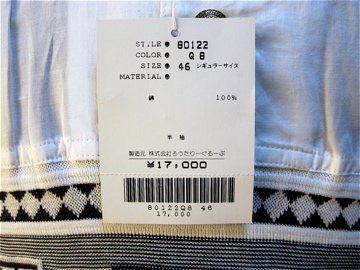 STYLE● 80122
COLOR● Q8
SIZE● 46 レギュラーサイズ
MATERIAL●
綿 100%
半袖
製造元 株式会社ろうたりーぐるーぷ
¥17,000
80122Q8 46
17,000